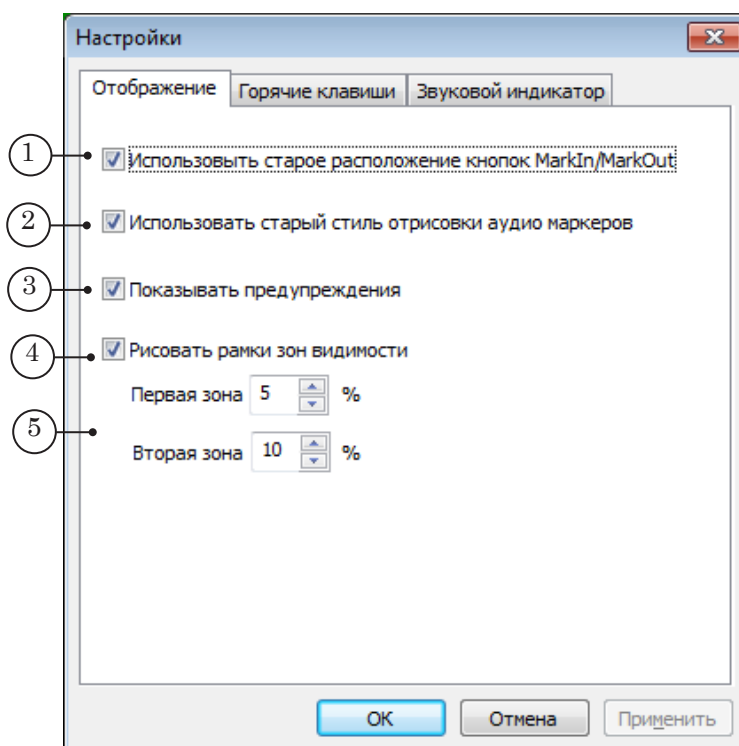 Настройки
Отображение Горячие клавиши Звуковой индикатор
1 Использовыть старое расположение кнопок MarkIn/MarkOut
2 Использовать старый стиль отрисовки аудио маркеров
3 Показывать предупреждения
4 Рисовать рамки зон видимости
Первая зона 5 %
5
Вторая зона 10 %
OK Отмена Применить